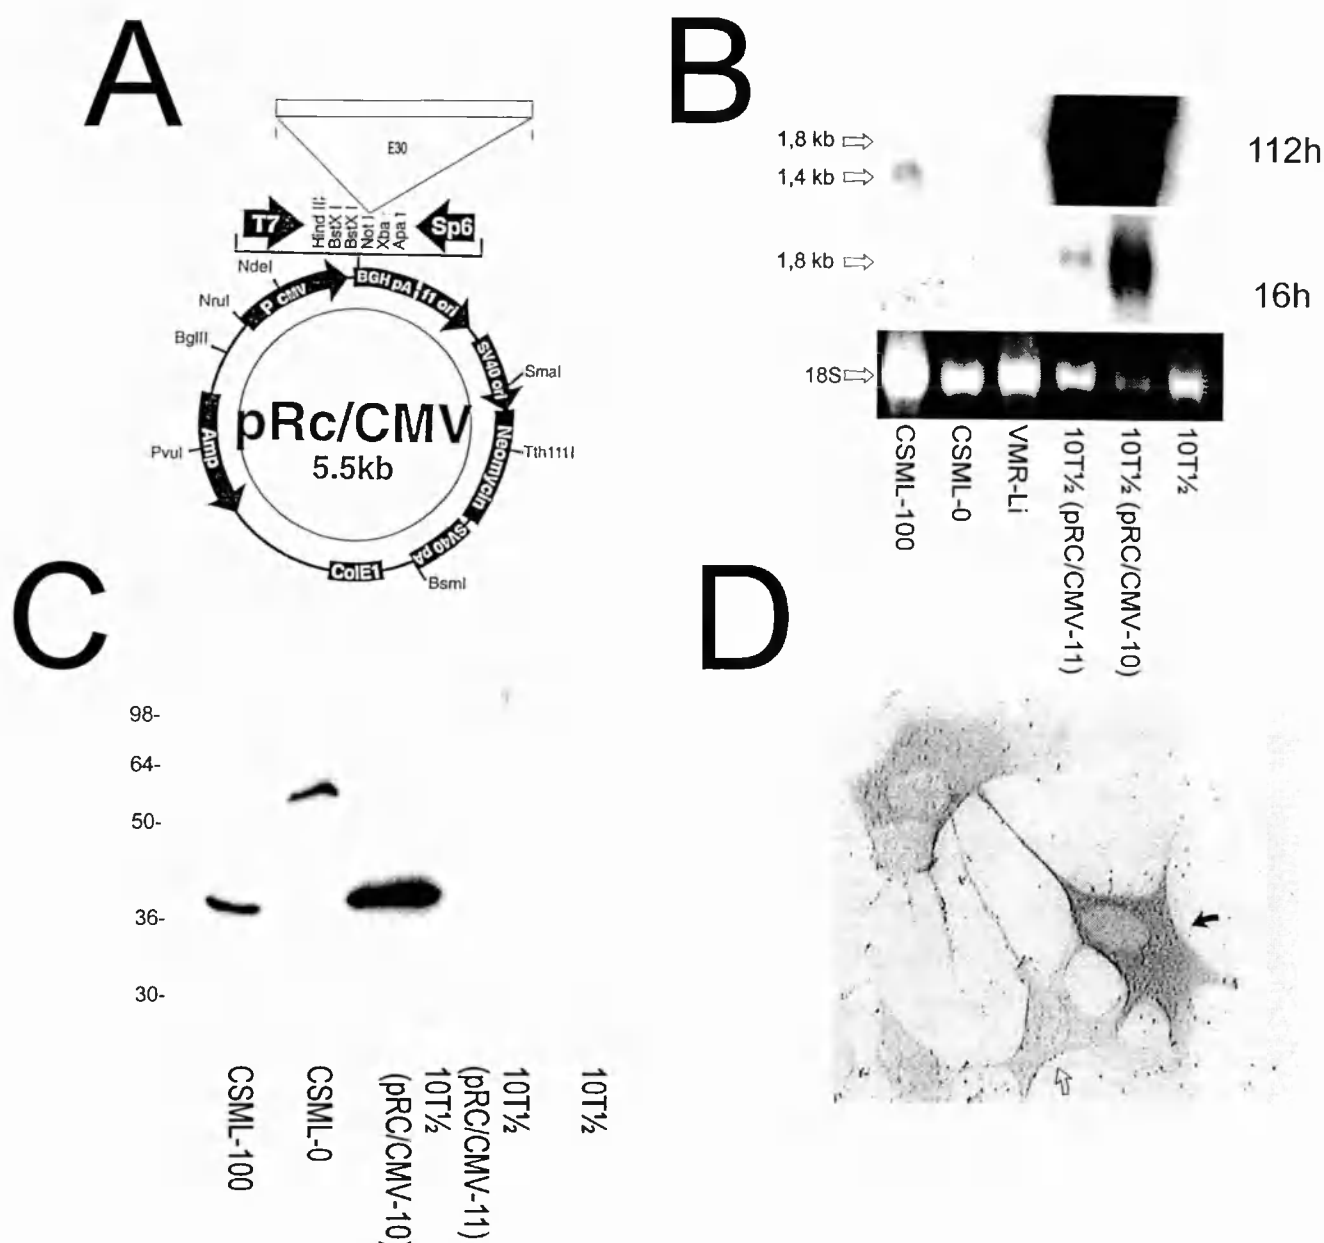 A
E30
T7
Hind III
BstX I
BstX I
Not I
Xba I
Apa I
Sp6
NdeI
NruI
BglII
PvuI
P CMV
BGH pA
f1 ori
SV40 ori
SmaI
Neomycin
Tth111I
SV40 pA
BsmI
ColE1
Amp
pRc/CMV
5.5kb
B
1,8 kb
1,4 kb
112h
1,8 kb
16h
18S
CSML-100
CSML-0
VMR-Li
10T½ (pRC/CMV-11)
10T½ (pRC/CMV-10)
10T½
C
98-
64-
50-
36-
30-
CSML-100
CSML-0
10T½
(pRC/CMV-10)
10T½
(pRC/CMV-11)
10T½
D